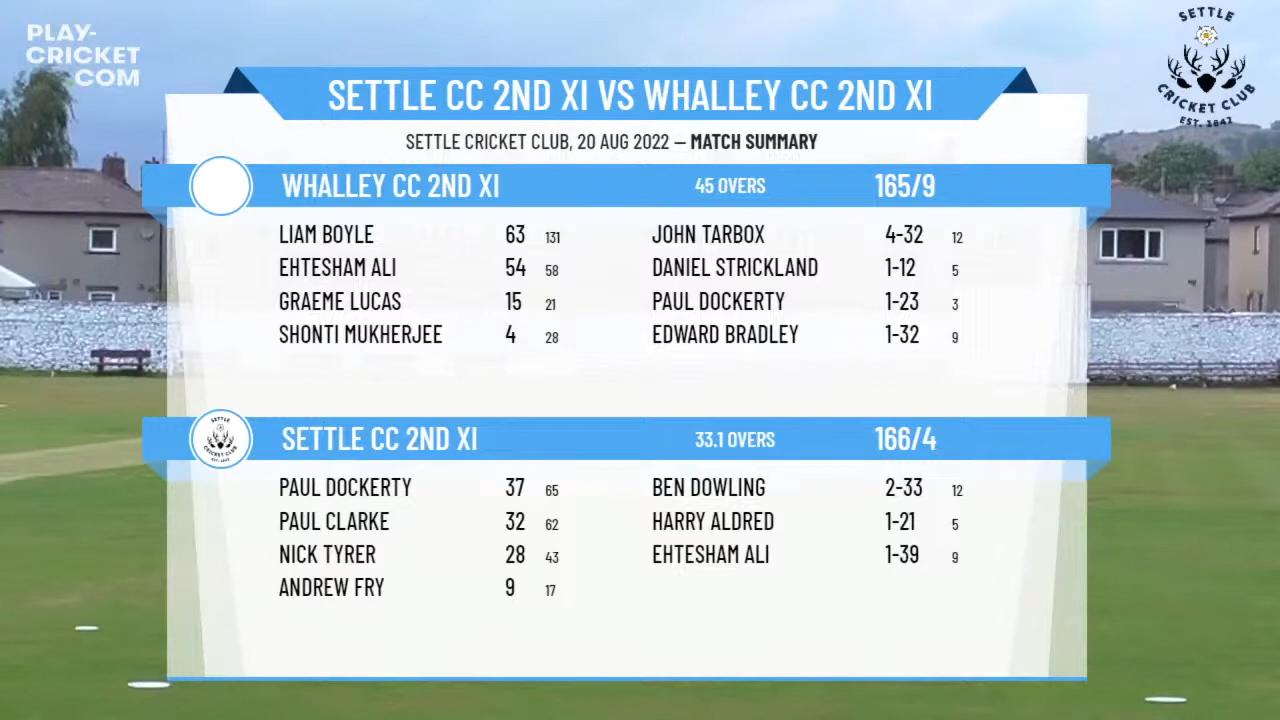 PLAY-
CRICKET
.COM
SETTLE
CRICKET CLUB
EST. 1842
SETTLE CC 2ND XI VS WHALLEY CC 2ND XI
SETTLE CRICKET CLUB, 20 AUG 2022 – MATCH SUMMARY
WHALLEY CC 2ND XI 45 OVERS 165/9
LIAM BOYLE 63 131 JOHN TARBOX 4-32 12
EHTESHAM ALI 54 58 DANIEL STRICKLAND 1-12 5
GRAEME LUCAS 15 21 PAUL DOCKERTY 1-23 3
SHONTI MUKHERJEE 4 28 EDWARD BRADLEY 1-32 9
SETTLE
CRICKET CLUB
SETTLE CC 2ND XI 33.1 OVERS 166/4
PAUL DOCKERTY 37 65 BEN DOWLING 2-33 12
PAUL CLARKE 32 62 HARRY ALDRED 1-21 5
NICK TYRER 28 43 EHTESHAM ALI 1-39 9
ANDREW FRY 9 17